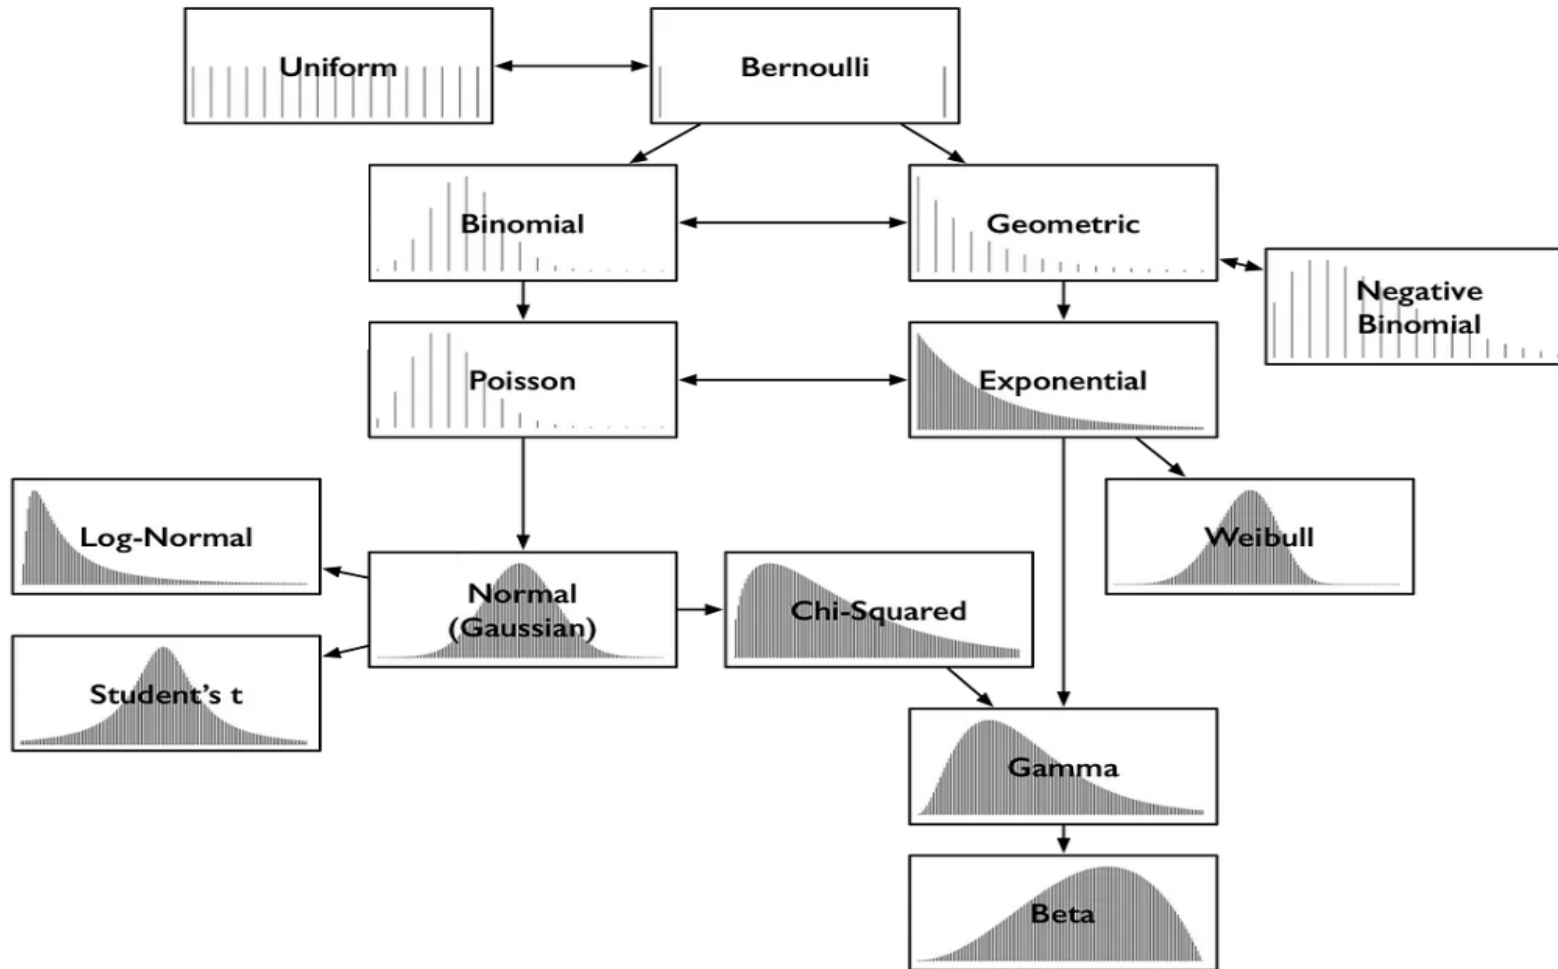 Uniform
Bernoulli
Binomial
Geometric
Negative
Binomial
Poisson
Exponential
Log-Normal
Weibull
Normal
(Gaussian)
Chi-Squared
Student's t
Gamma
Beta